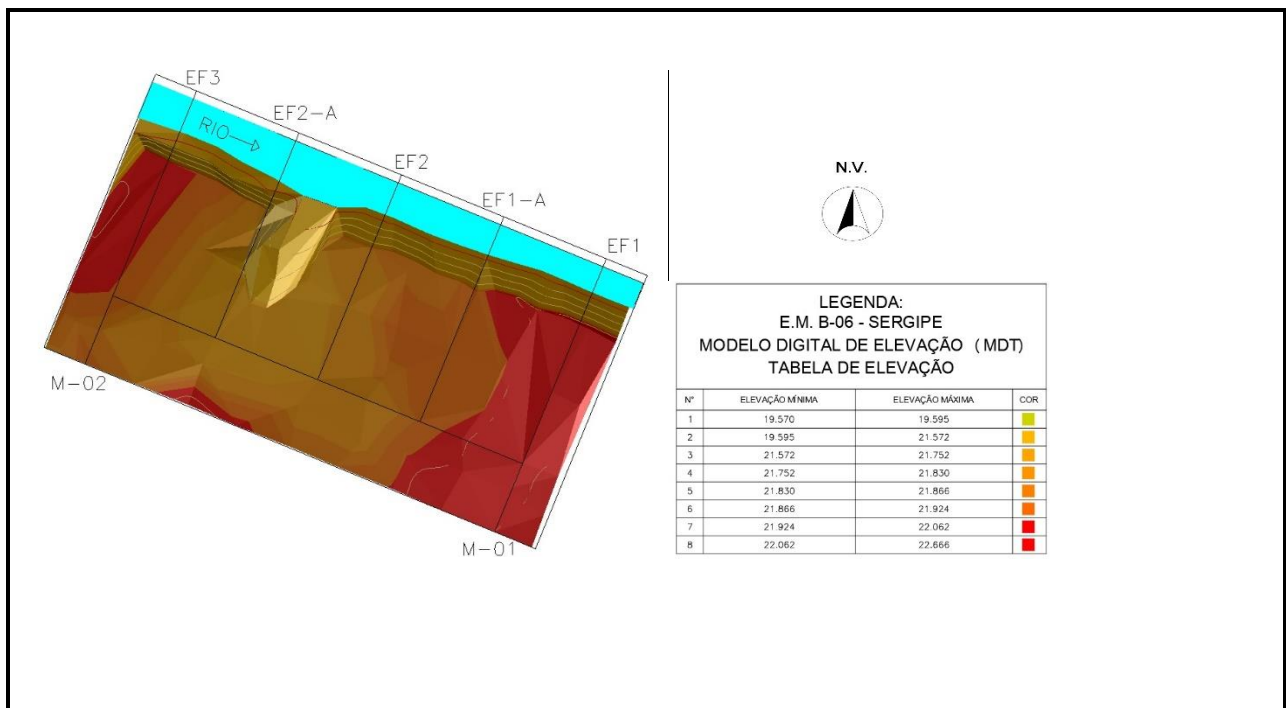 EF3
EF2-A
RIO
EF2
EF1-A
EF1
M-02
M-01
N.V.
LEGENDA:
E.M. B-06 - SERGIPE
MODELO DIGITAL DE ELEVAÇÃO ( MDT)
TABELA DE ELEVAÇÃO
N° ELEVAÇÃO MÍNIMA ELEVAÇÃO MÁXIMA COR
1 19.570 19.595
2 19.595 21.572
3 21.572 21.752
4 21.752 21.830
5 21.830 21.866
6 21.866 21.924
7 21.924 22.062
8 22.062 22.666